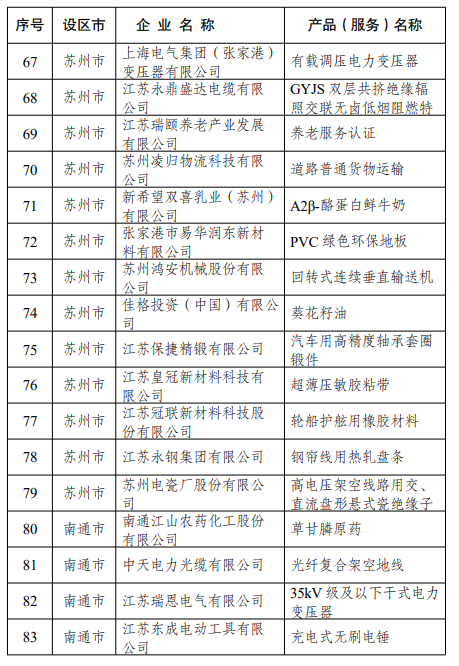 序号 设区市 企 业 名 称 产品（服务）名称
67 苏州市 上海电气集团（张家港）变压器有限公司 有载调压电力变压器
68 苏州市 江苏永鼎盛达电缆有限公司 GYJS 双层共挤绝缘辐照交联无卤低烟阻燃特
69 苏州市 江苏瑞颐养老产业发展有限公司 养老服务认证
70 苏州市 苏州凌归物流科技有限公司 道路普通货物运输
71 苏州市 新希望双喜乳业（苏州）有限公司 A2β-酪蛋白鲜牛奶
72 苏州市 张家港市易华润东新材料有限公司 PVC 绿色环保地板
73 苏州市 苏州鸿安机械股份有限公司 回转式连续垂直输送机
74 苏州市 佳格投资（中国）有限公司 葵花籽油
75 苏州市 江苏保捷精锻有限公司 汽车用高精度轴承套圈锻件
76 苏州市 江苏皇冠新材料科技有限公司 超薄压敏胶粘带
77 苏州市 江苏冠联新材料科技股份有限公司 轮船护舷用橡胶材料
78 苏州市 江苏永钢集团有限公司 钢帘线用热轧盘条
79 苏州市 苏州电瓷厂股份有限公司 高电压架空线路用交、直流盘形悬式瓷绝缘子
80 南通市 南通江山农药化工股份有限公司 草甘膦原药
81 南通市 中天电力光缆有限公司 光纤复合架空地线
82 南通市 江苏瑞恩电气有限公司 35kV 级及以下干式电力变压器
83 南通市 江苏东成电动工具有限公司 充电式无刷电锤